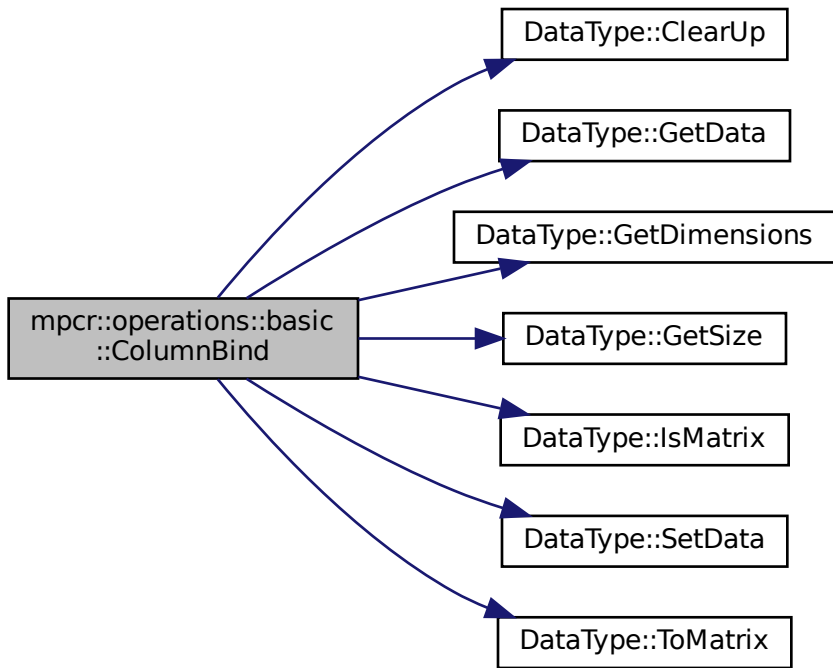 DataType::ClearUp
DataType::GetData
DataType::GetDimensions
mpcr::operations::basic
::ColumnBind
DataType::GetSize
DataType::IsMatrix
DataType::SetData
DataType::ToMatrix